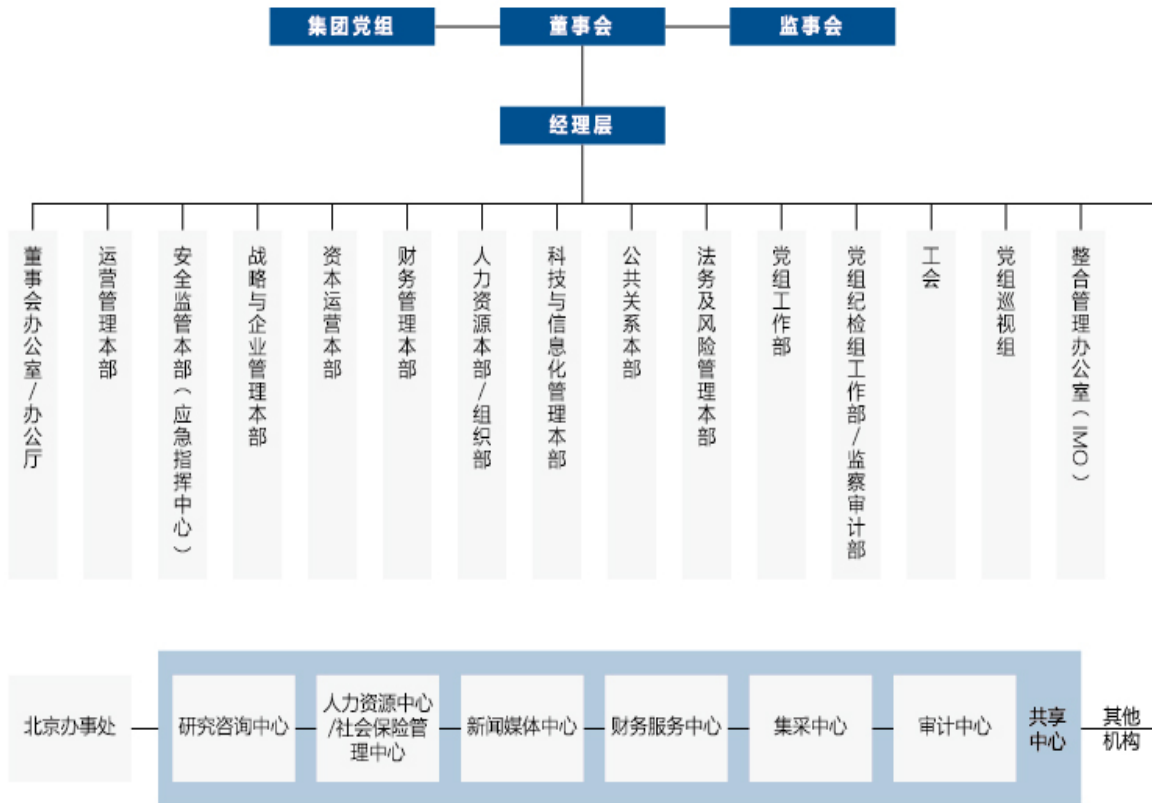 集团党组
董事会
监事会
经理层
董事会办公室/办公厅
运营管理本部
安全监管本部(应急指挥中心)
战略与企业管理本部
资本运营本部
财务管理本部
人力资源本部/组织部
科技与信息化管理本部
公共关系本部
法务及风险管理本部
党组工作部
党组纪检组工作部/监察审计部
工会
党组巡视组
整合管理办公室(IMO)
北京办事处
研究咨询中心
人力资源中心
/社会保险管
理中心
新闻媒体中心
财务服务中心
集采中心
审计中心
共享
中心
其他
机构